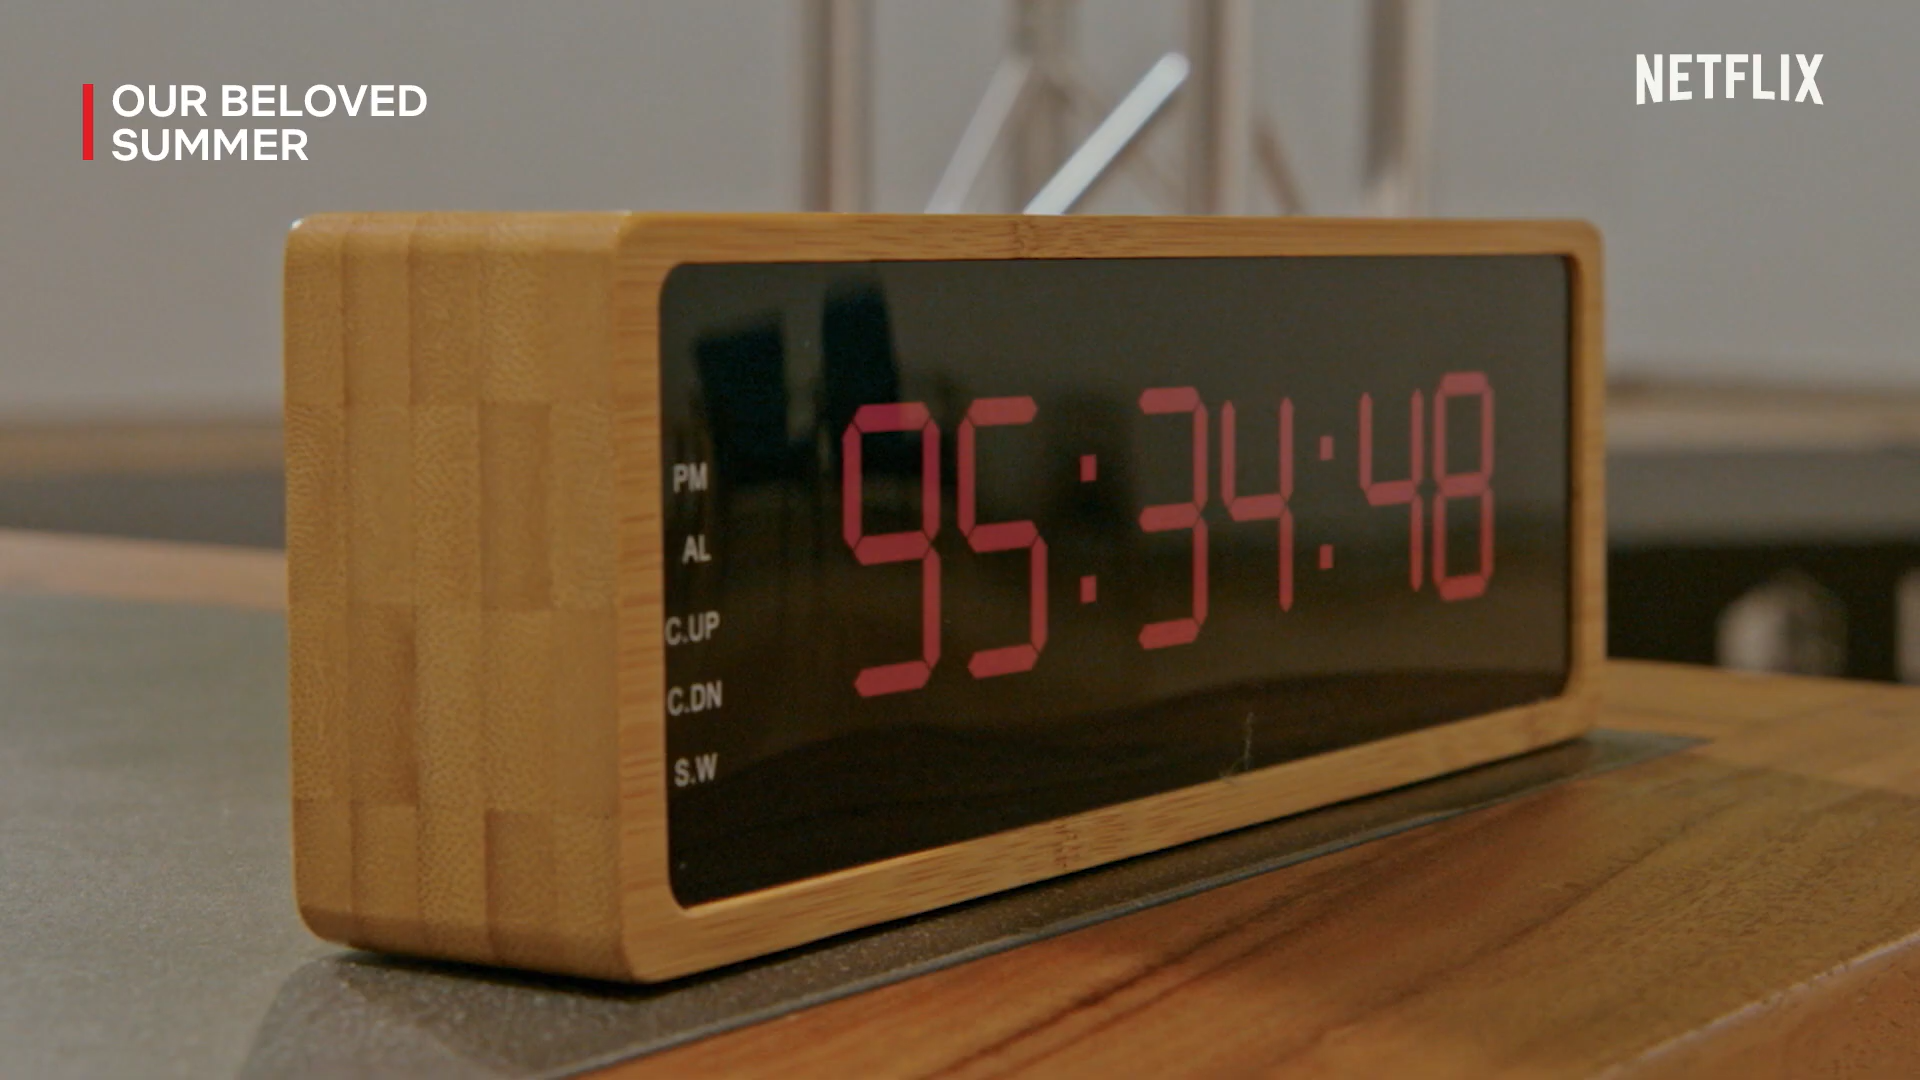 OUR BELOVED
SUMMER
NETFLIX
95:34:48
PM
AL
C.UP
C.DN
S.W